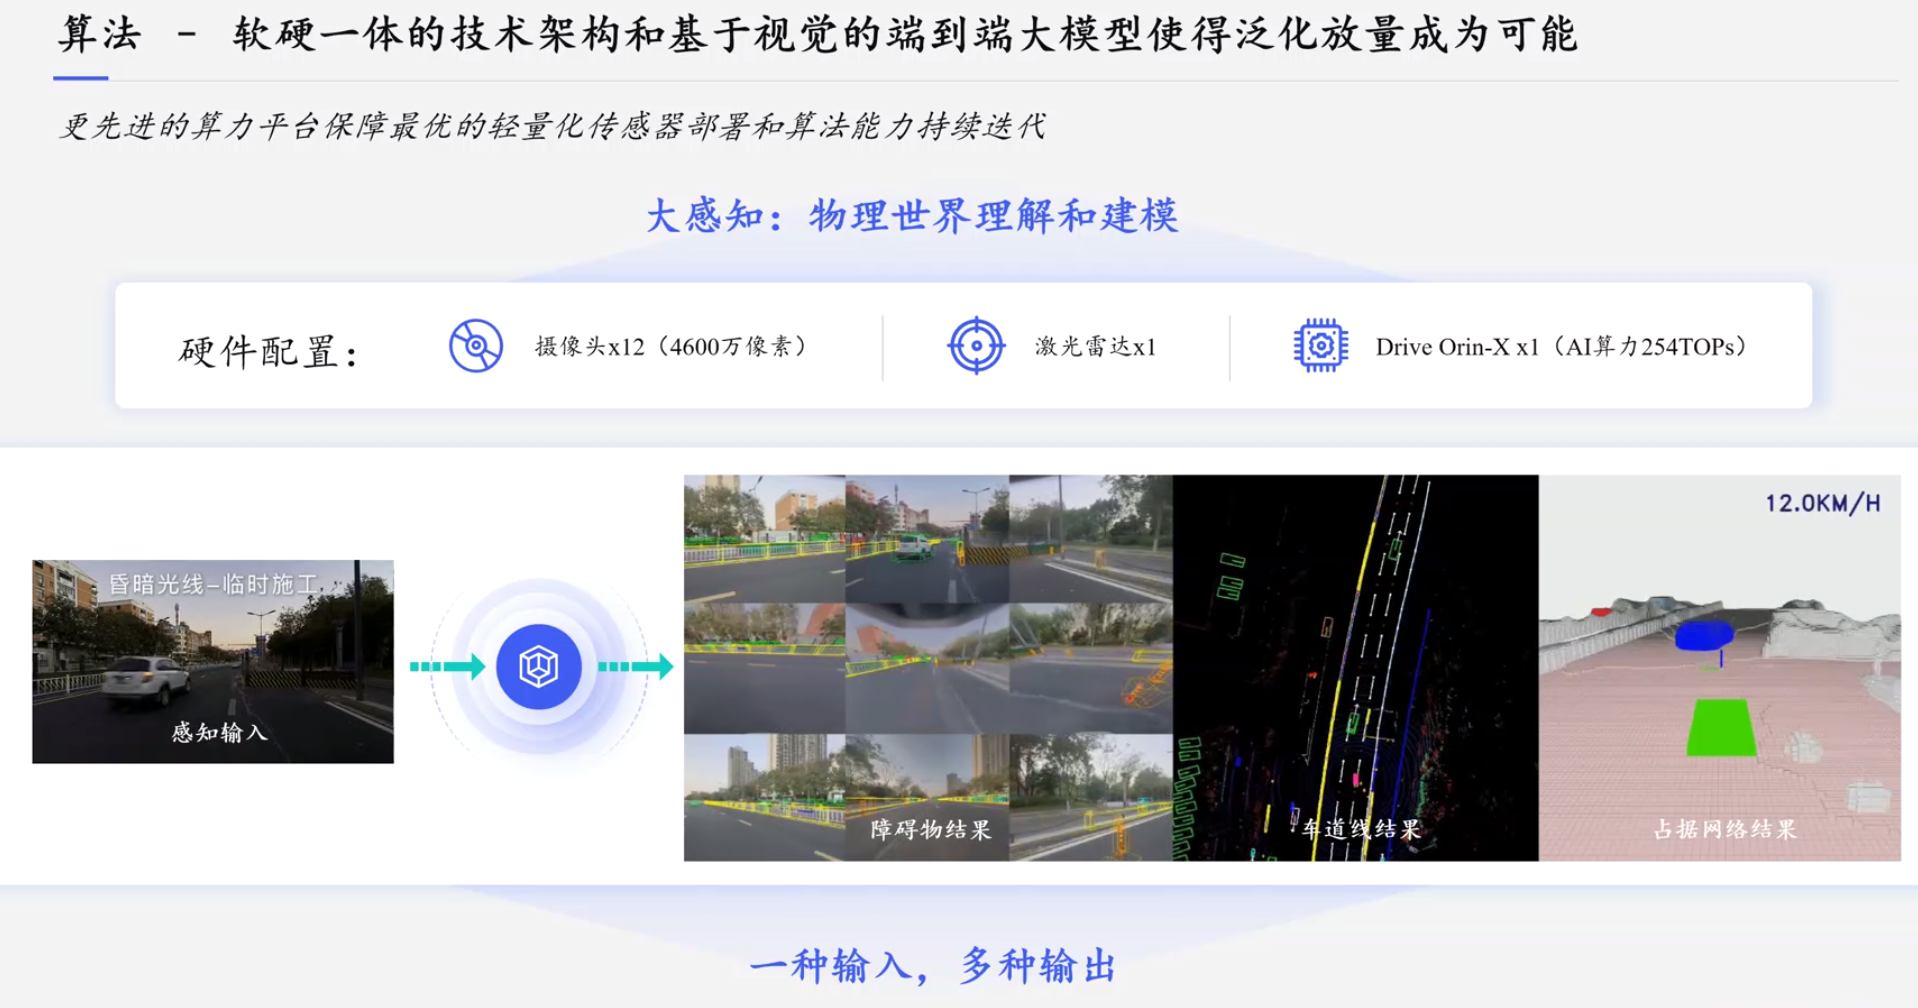 算法 - 软硬一体的技术架构和基于视觉的端到端大模型使得泛化放量成为可能
更先进的算力平台保障最优的轻量化传感器部署和算法能力持续迭代
大感知：物理世界理解和建模
硬件配置：
摄像头x12（4600万像素）
激光雷达x1
Drive Orin-X x1（AI算力254TOPs）
昏暗光线-临时施工
感知输入
障碍物结果
车道线结果
12.0KM/H
占据网络结果
一种输入，多种输出